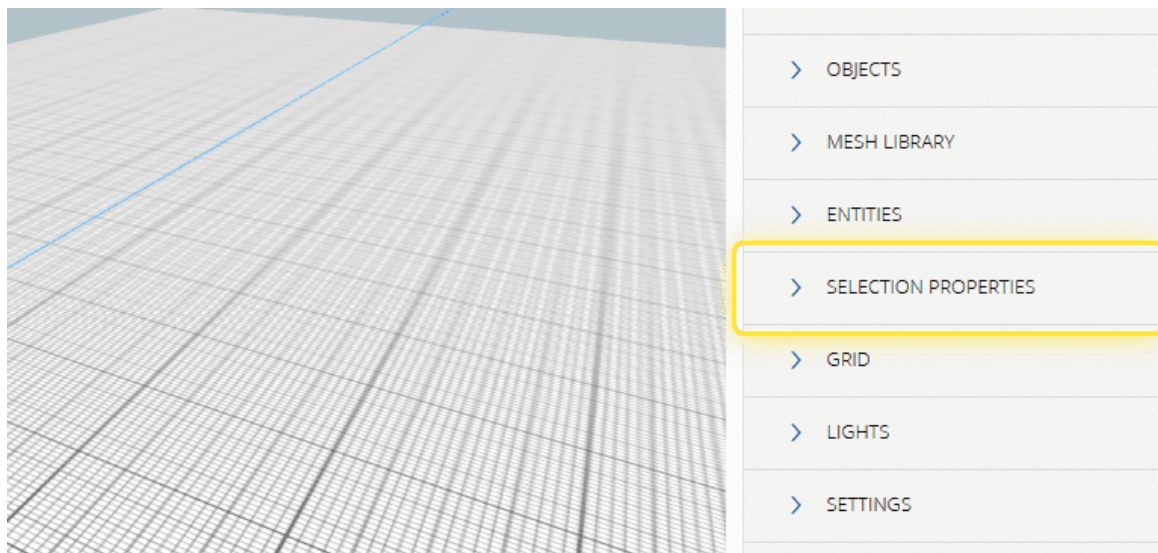 OBJECTS
MESH LIBRARY
ENTITIES
SELECTION PROPERTIES
GRID
LIGHTS
SETTINGS